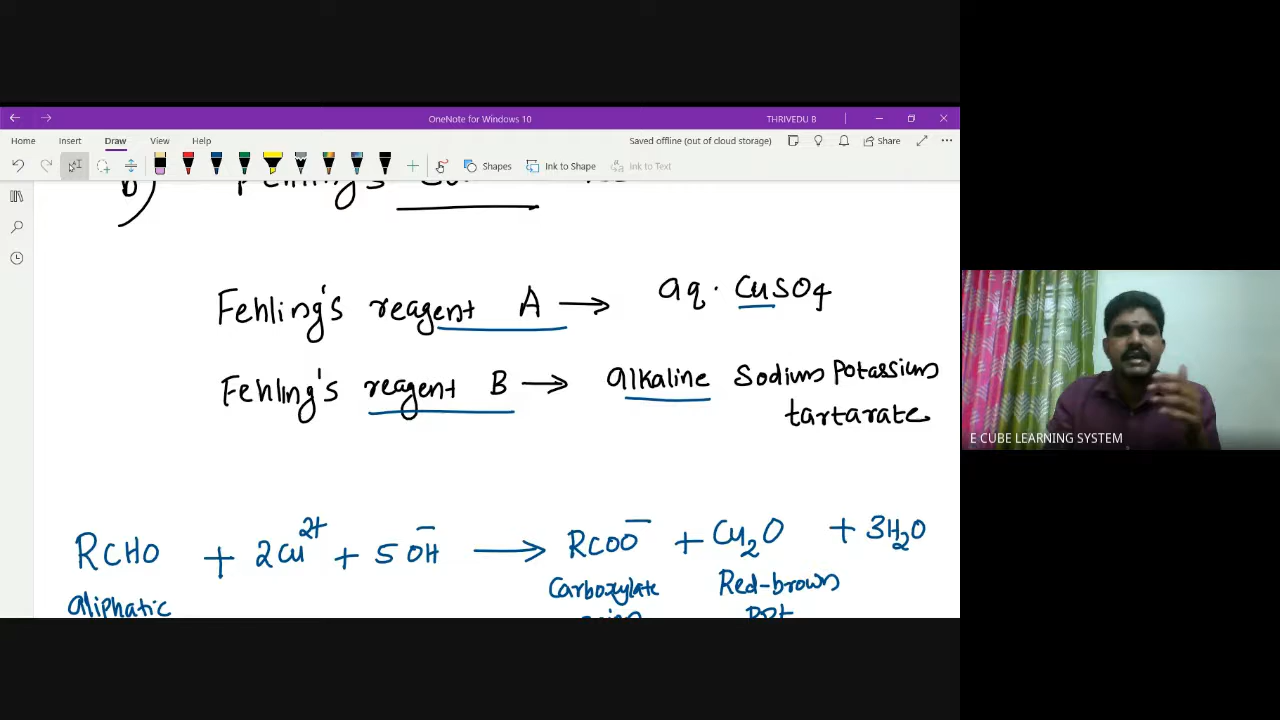 OneNote for Windows 10
THRIVEDU B
Home Insert Draw View Help
Saved offline (out of cloud storage)
Share
Shapes Ink to Shape Ink to Text
b) Fehling's
Fehling's reagent A → aq. CuSO4
Fehling's reagent B → alkaline Sodium Potassium
tartarate
RCHO + 2Cu²⁺ + 5OH⁻ → RCOO⁻ + Cu₂O + 3H₂O
aliphatic Carboxylate Red-brown
ppt
E CUBE LEARNING SYSTEM